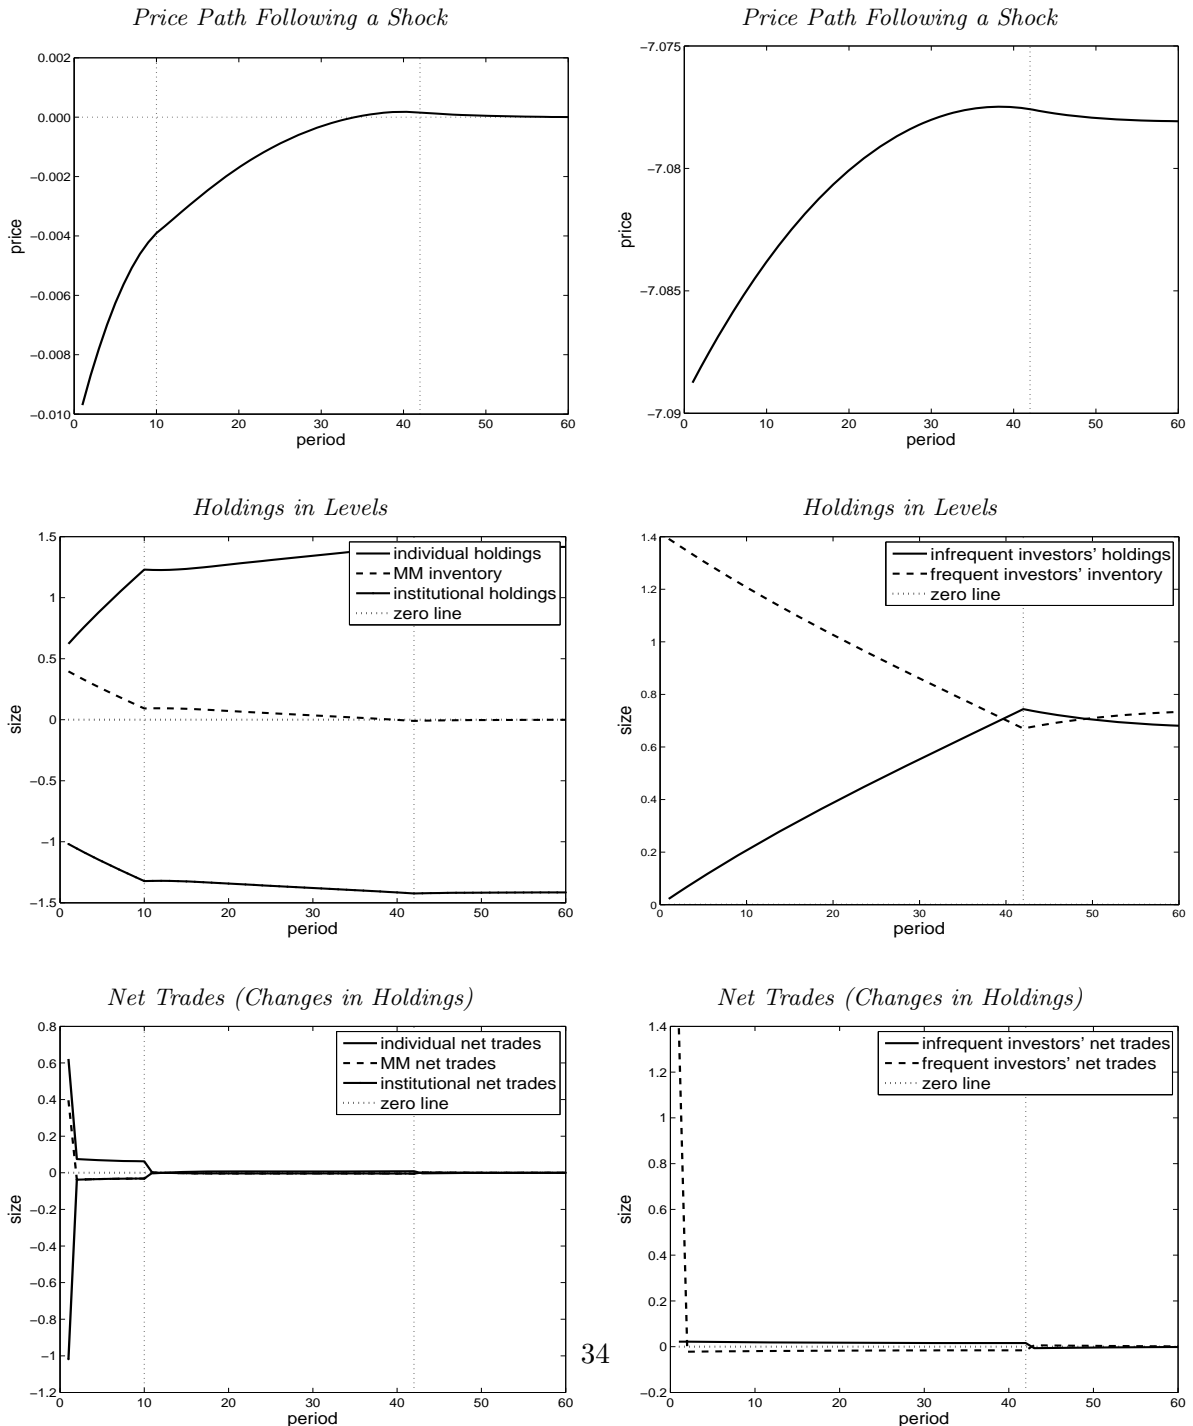 Price Path Following a Shock
0.002
0.000
−0.002
−0.004
−0.006
−0.008
−0.010
price
0 10 20 30 40 50 60
period
Price Path Following a Shock
−7.075
−7.08
−7.085
−7.09
price
0 10 20 30 40 50 60
period
Holdings in Levels
1.5
1
0.5
0
−0.5
−1
−1.5
size
individual holdings
MM inventory
institutional holdings
zero line
0 10 20 30 40 50 60
period
Holdings in Levels
1.4
1.2
1
0.8
0.6
0.4
0.2
0
size
infrequent investors’ holdings
frequent investors’ inventory
zero line
0 10 20 30 40 50 60
period
Net Trades (Changes in Holdings)
0.8
0.6
0.4
0.2
0
−0.2
−0.4
−0.6
−0.8
−1
−1.2
size
individual net trades
MM net trades
institutional net trades
zero line
0 10 20 30 40 50 60
period
Net Trades (Changes in Holdings)
1.4
1.2
1
0.8
0.6
0.4
0.2
0
−0.2
size
infrequent investors’ net trades
frequent investors’ net trades
zero line
0 10 20 30 40 50 60
period
34